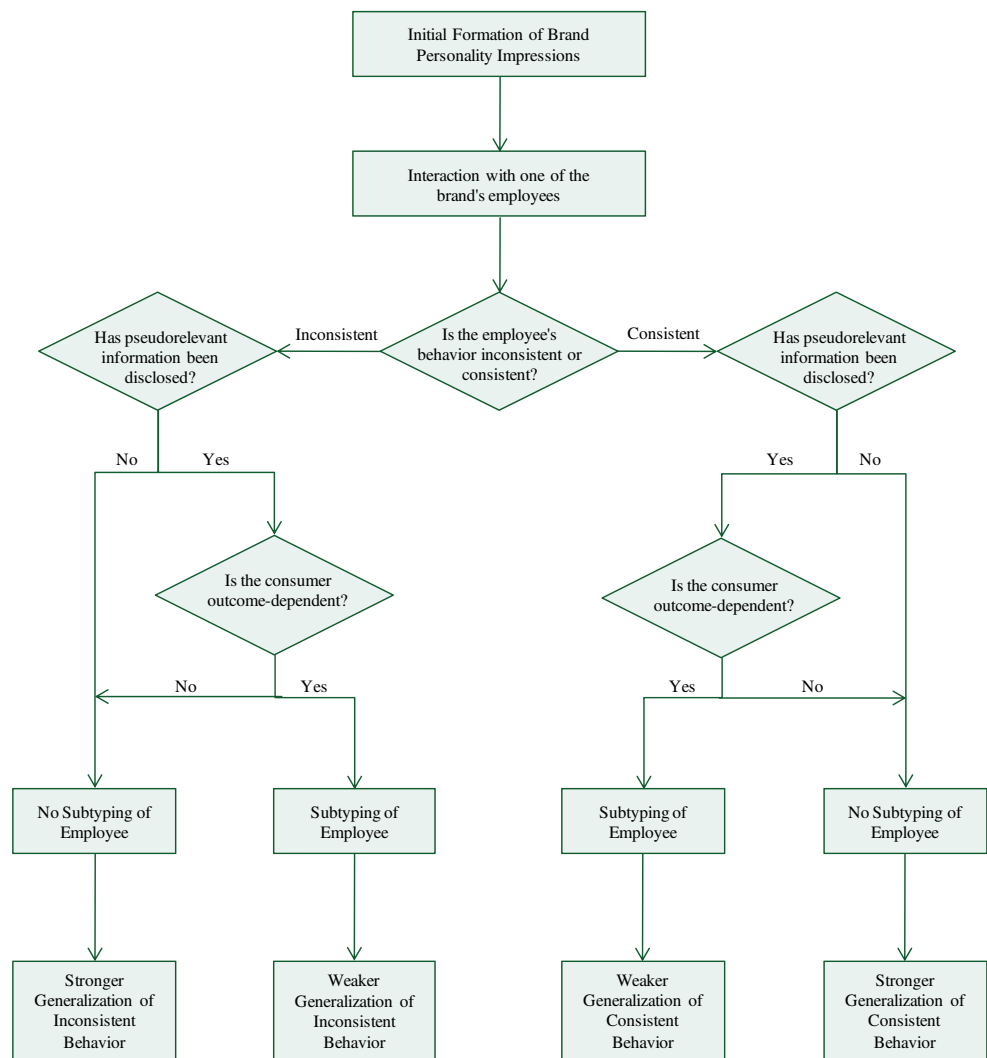 Initial Formation of Brand
Personality Impressions
Interaction with one of the
brand's employees
Has pseudorelevant
information been
disclosed?
Inconsistent
Is the employee's
behavior inconsistent or
consistent?
Consistent
Has pseudorelevant
information been
disclosed?
No
Yes
Yes
No
Is the consumer
outcome-dependent?
Is the consumer
outcome-dependent?
No
Yes
Yes
No
No Subtyping of
Employee
Subtyping of
Employee
Subtyping of
Employee
No Subtyping of
Employee
Stronger
Generalization of
Inconsistent
Behavior
Weaker
Generalization of
Inconsistent
Behavior
Weaker
Generalization of
Consistent
Behavior
Stronger
Generalization of
Consistent
Behavior